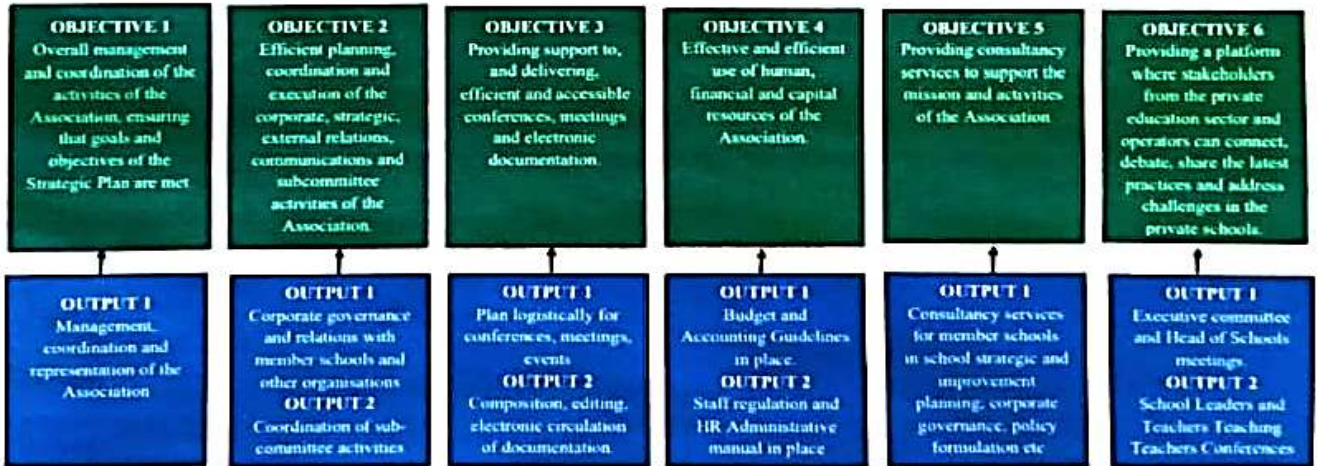 OBJECTIVE 1
Overall management
and coordination of the
activities of the
Association, ensuring
that goals and
objectives of the
Strategic Plan are met
OBJECTIVE 2
Efficient planning,
coordination and
execution of the
corporate, strategic,
external relations,
communications and
subcommittee
activities of the
Association.
OBJECTIVE 3
Providing support to,
and delivering,
efficient and accessible
conferences, meetings
and electronic
documentation.
OBJECTIVE 4
Effective and efficient
use of human,
financial and capital
resources of the
Association.
OBJECTIVE 5
Providing consultancy
services to support the
mission and activities
of the Association
OBJECTIVE 6
Providing a platform
where stakeholders
from the private
education sector and
operators can connect,
debate, share the latest
practices and address
challenges in the
private schools.
OUTPUT 1
Management,
coordination and
representation of the
Association
OUTPUT 1
Corporate governance
and relations with
member schools and
other organisations
OUTPUT 2
Coordination of sub-
committee activities
OUTPUT 1
Plan logistically for
conferences, meetings,
events
OUTPUT 2
Composition, editing,
electronic circulation
of documentation.
OUTPUT 1
Budget and
Accounting Guidelines
in place.
OUTPUT 2
Staff regulation and
HR Administrative
manual in place
OUTPUT 1
Consultancy services
for member schools
in school strategic and
improvement
planning, corporate
governance, policy
formulation etc
OUTPUT 1
Executive committee
and Head of Schools
meetings.
OUTPUT 2
School Leaders and
Teachers Teaching
Teachers Conferences